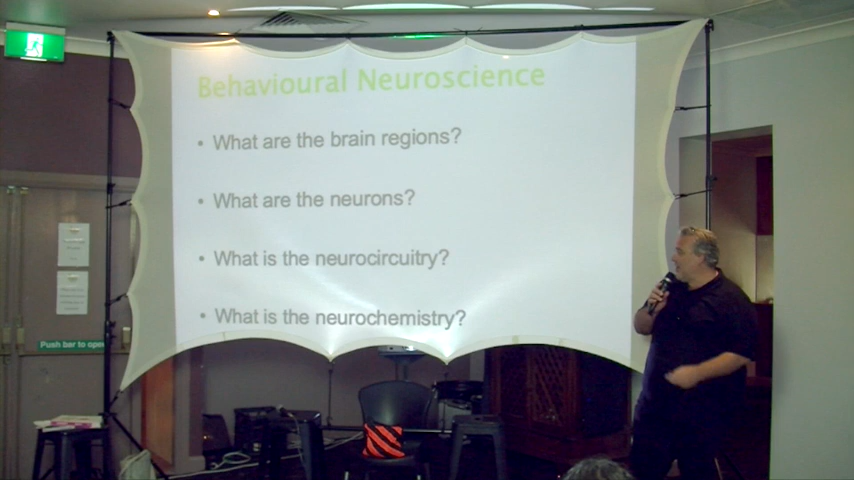 Behavioural Neuroscience
• What are the brain regions?
• What are the neurons?
• What is the neurocircuitry?
• What is the neurochemistry?
Push bar to open